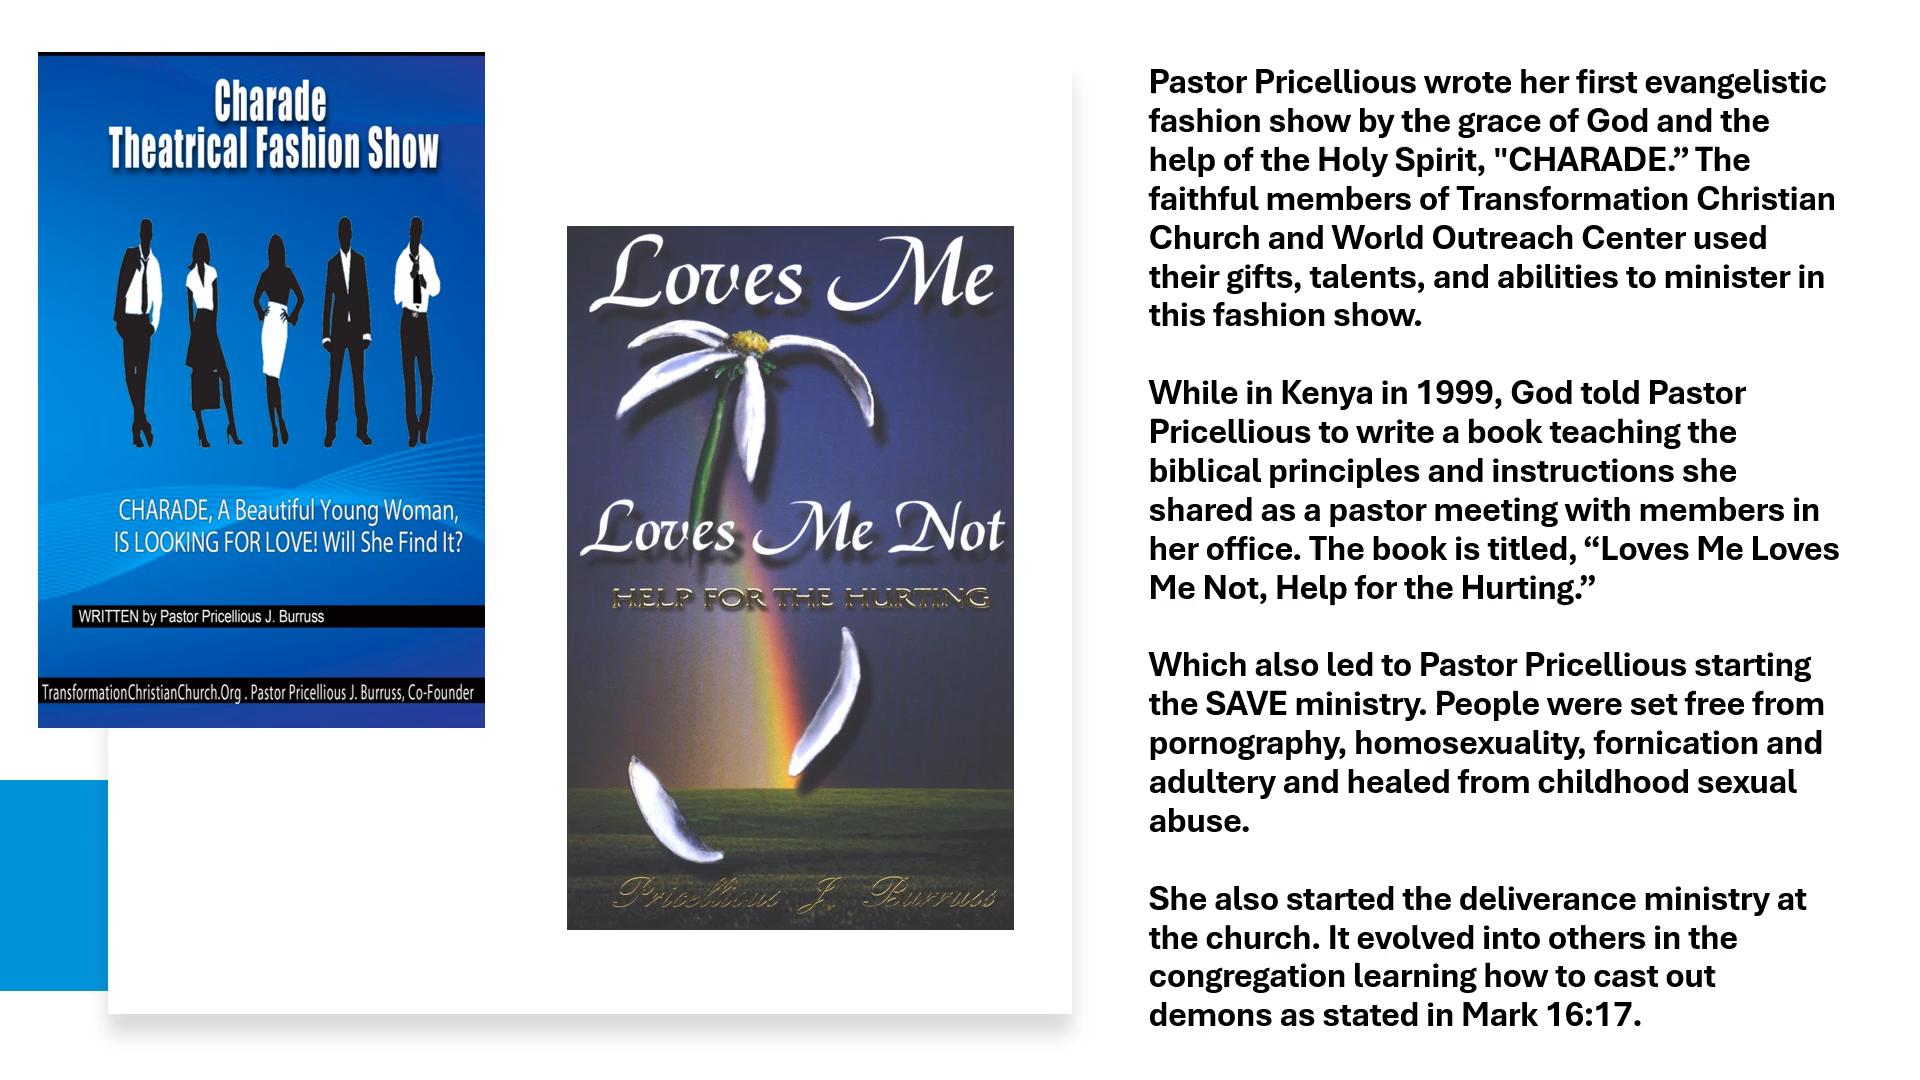 Charade
Theatrical Fashion Show
CHARADE, A Beautiful Young Woman,
IS LOOKING FOR LOVE! Will She Find It?
WRITTEN by Pastor Pricellious J. Burruss
TransformationChristianChurch.Org . Pastor Pricellious J. Burruss, Co-Founder
Loves Me
Loves Me Not
HELP FOR THE HURTING
Pricellious J. Burruss
Pastor Pricellious wrote her first evangelistic
fashion show by the grace of God and the
help of the Holy Spirit, "CHARADE.” The
faithful members of Transformation Christian
Church and World Outreach Center used
their gifts, talents, and abilities to minister in
this fashion show.
While in Kenya in 1999, God told Pastor
Pricellious to write a book teaching the
biblical principles and instructions she
shared as a pastor meeting with members in
her office. The book is titled, “Loves Me Loves
Me Not, Help for the Hurting.”
Which also led to Pastor Pricellious starting
the SAVE ministry. People were set free from
pornography, homosexuality, fornication and
adultery and healed from childhood sexual
abuse.
She also started the deliverance ministry at
the church. It evolved into others in the
congregation learning how to cast out
demons as stated in Mark 16:17.